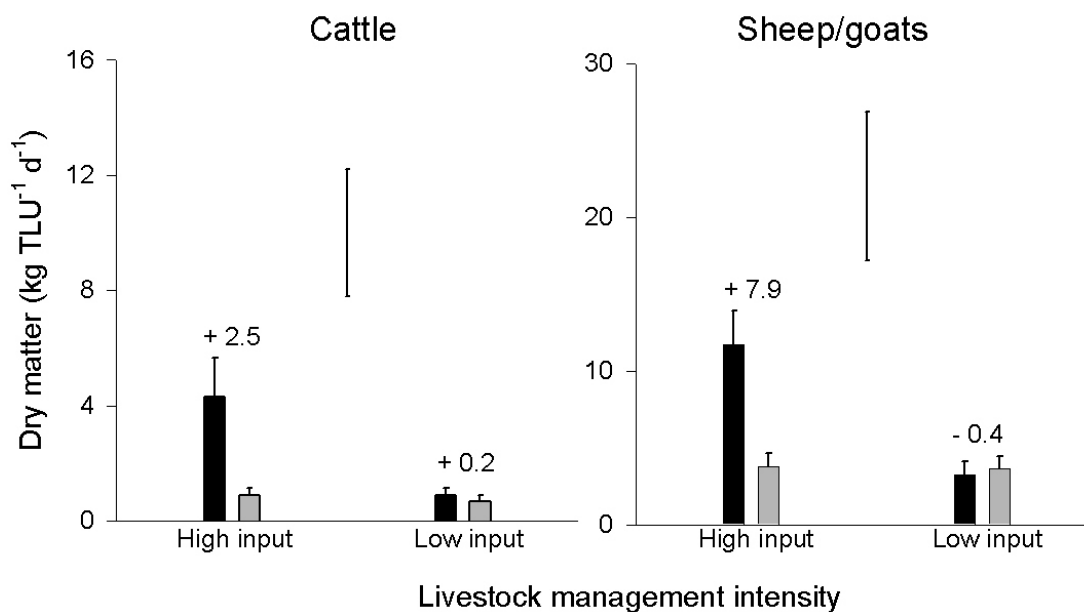 Cattle
Sheep/goats
Dry matter (kg TLU⁻¹ d⁻¹)
16
12
8
4
0
+ 2.5
+ 0.2
High input
Low input
30
20
10
0
+ 7.9
- 0.4
High input
Low input
Livestock management intensity